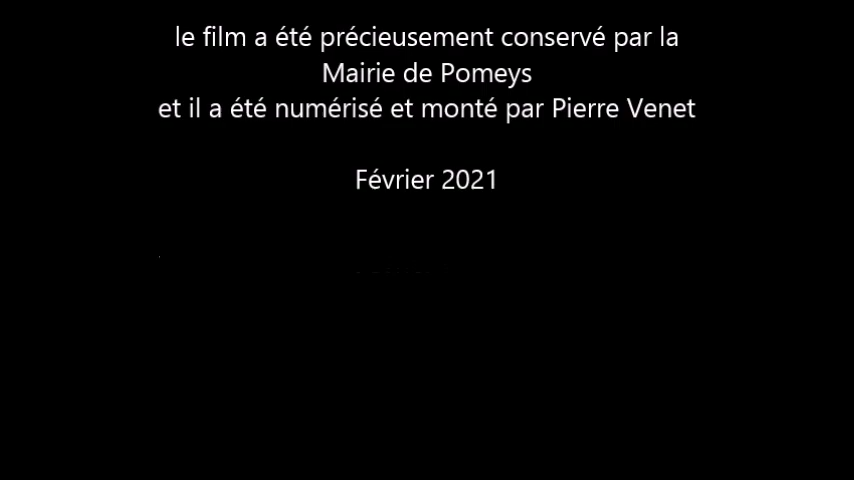 le film a été précieusement conservé par la
Mairie de Pomeys
et il a été numérisé et monté par Pierre Venet
Février 2021